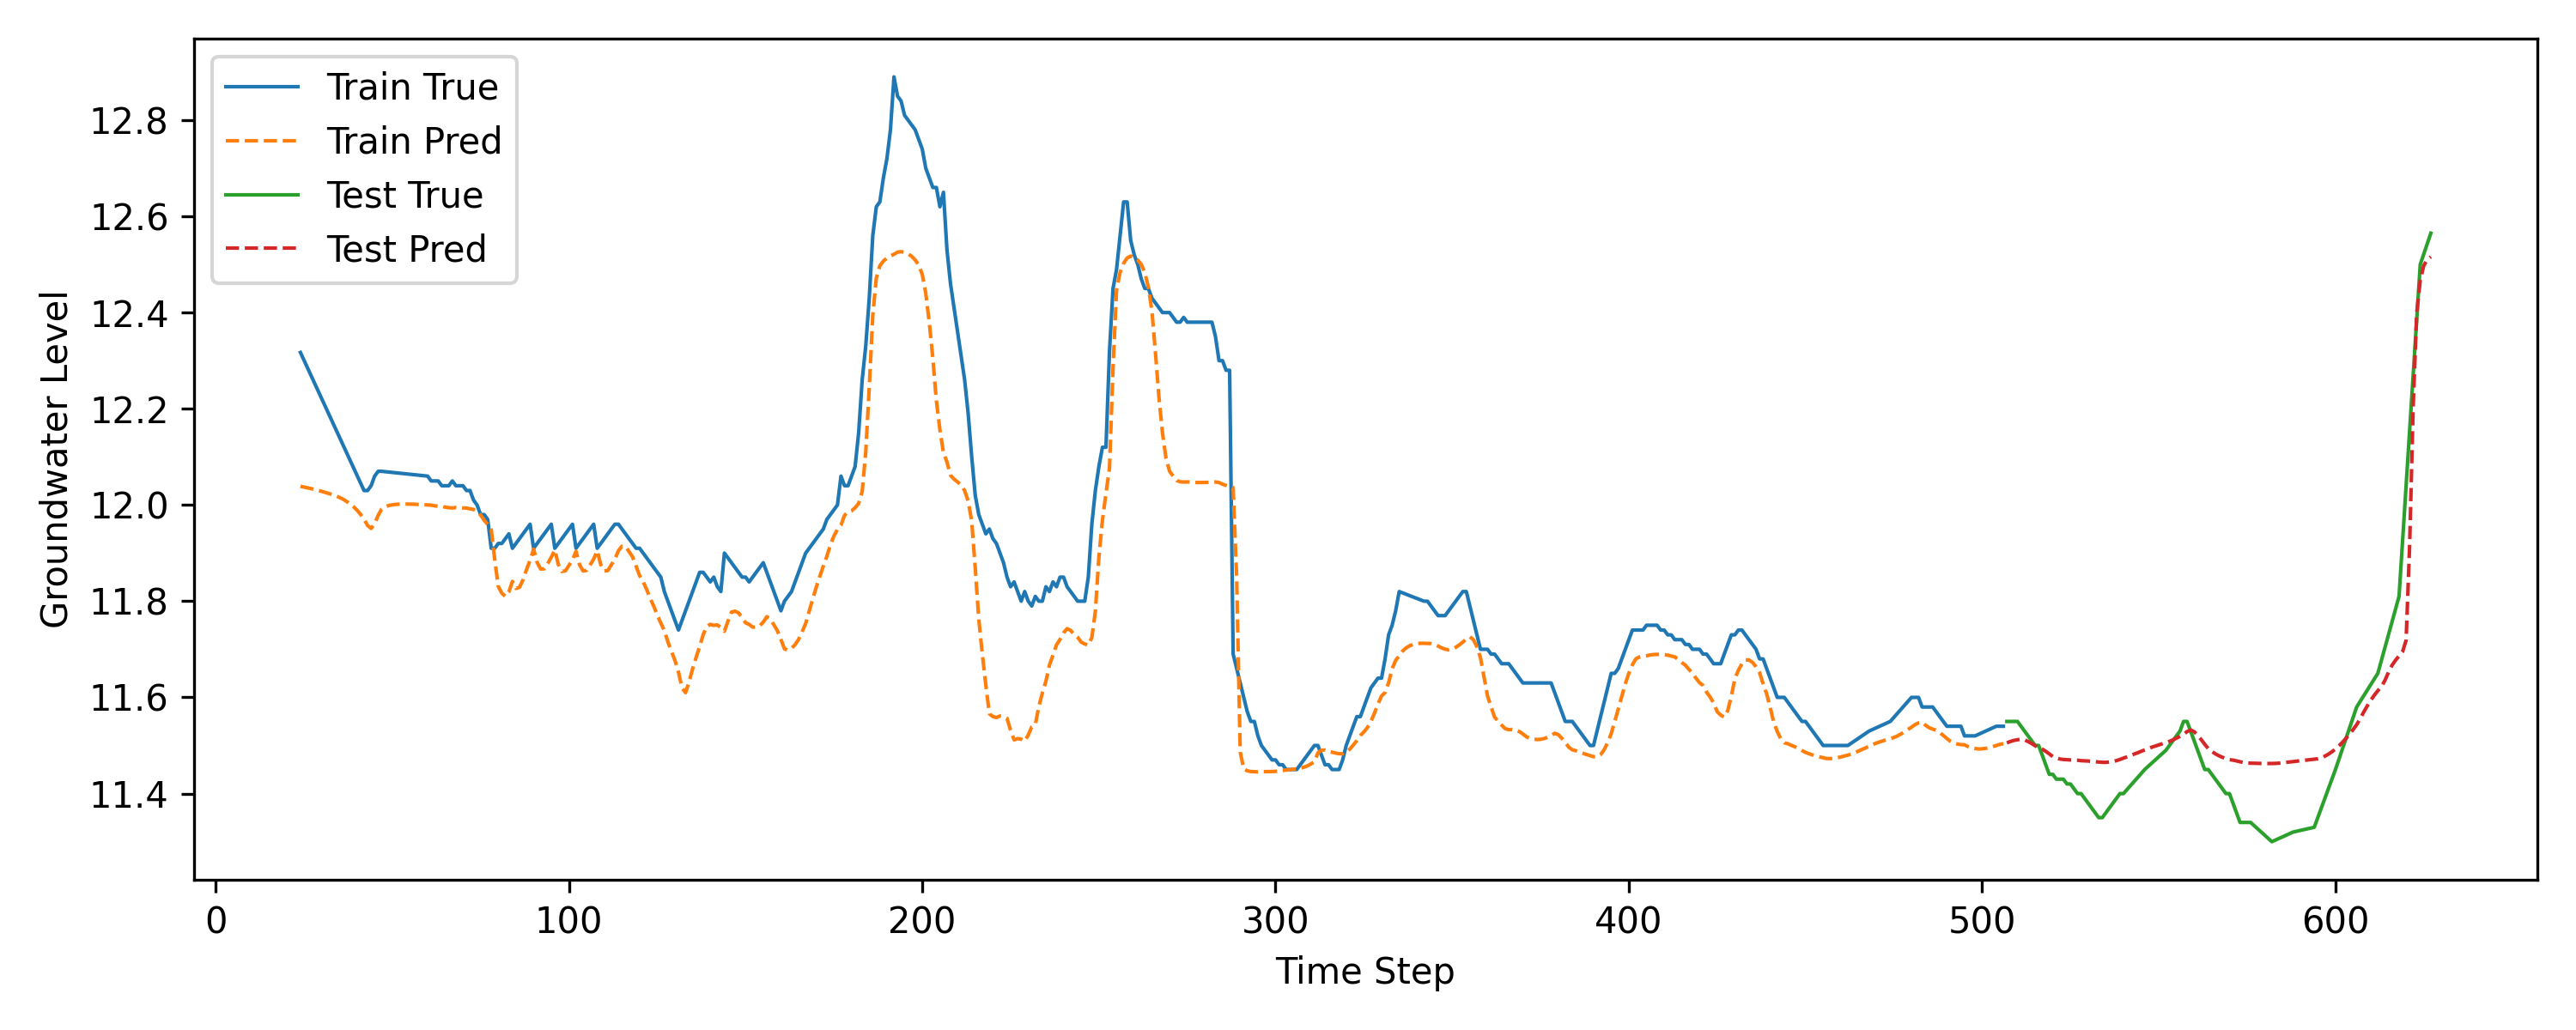 Train True
Train Pred
Test True
Test Pred
Groundwater Level
12.8
12.6
12.4
12.2
12.0
11.8
11.6
11.4
0 100 200 300 400 500 600
Time Step